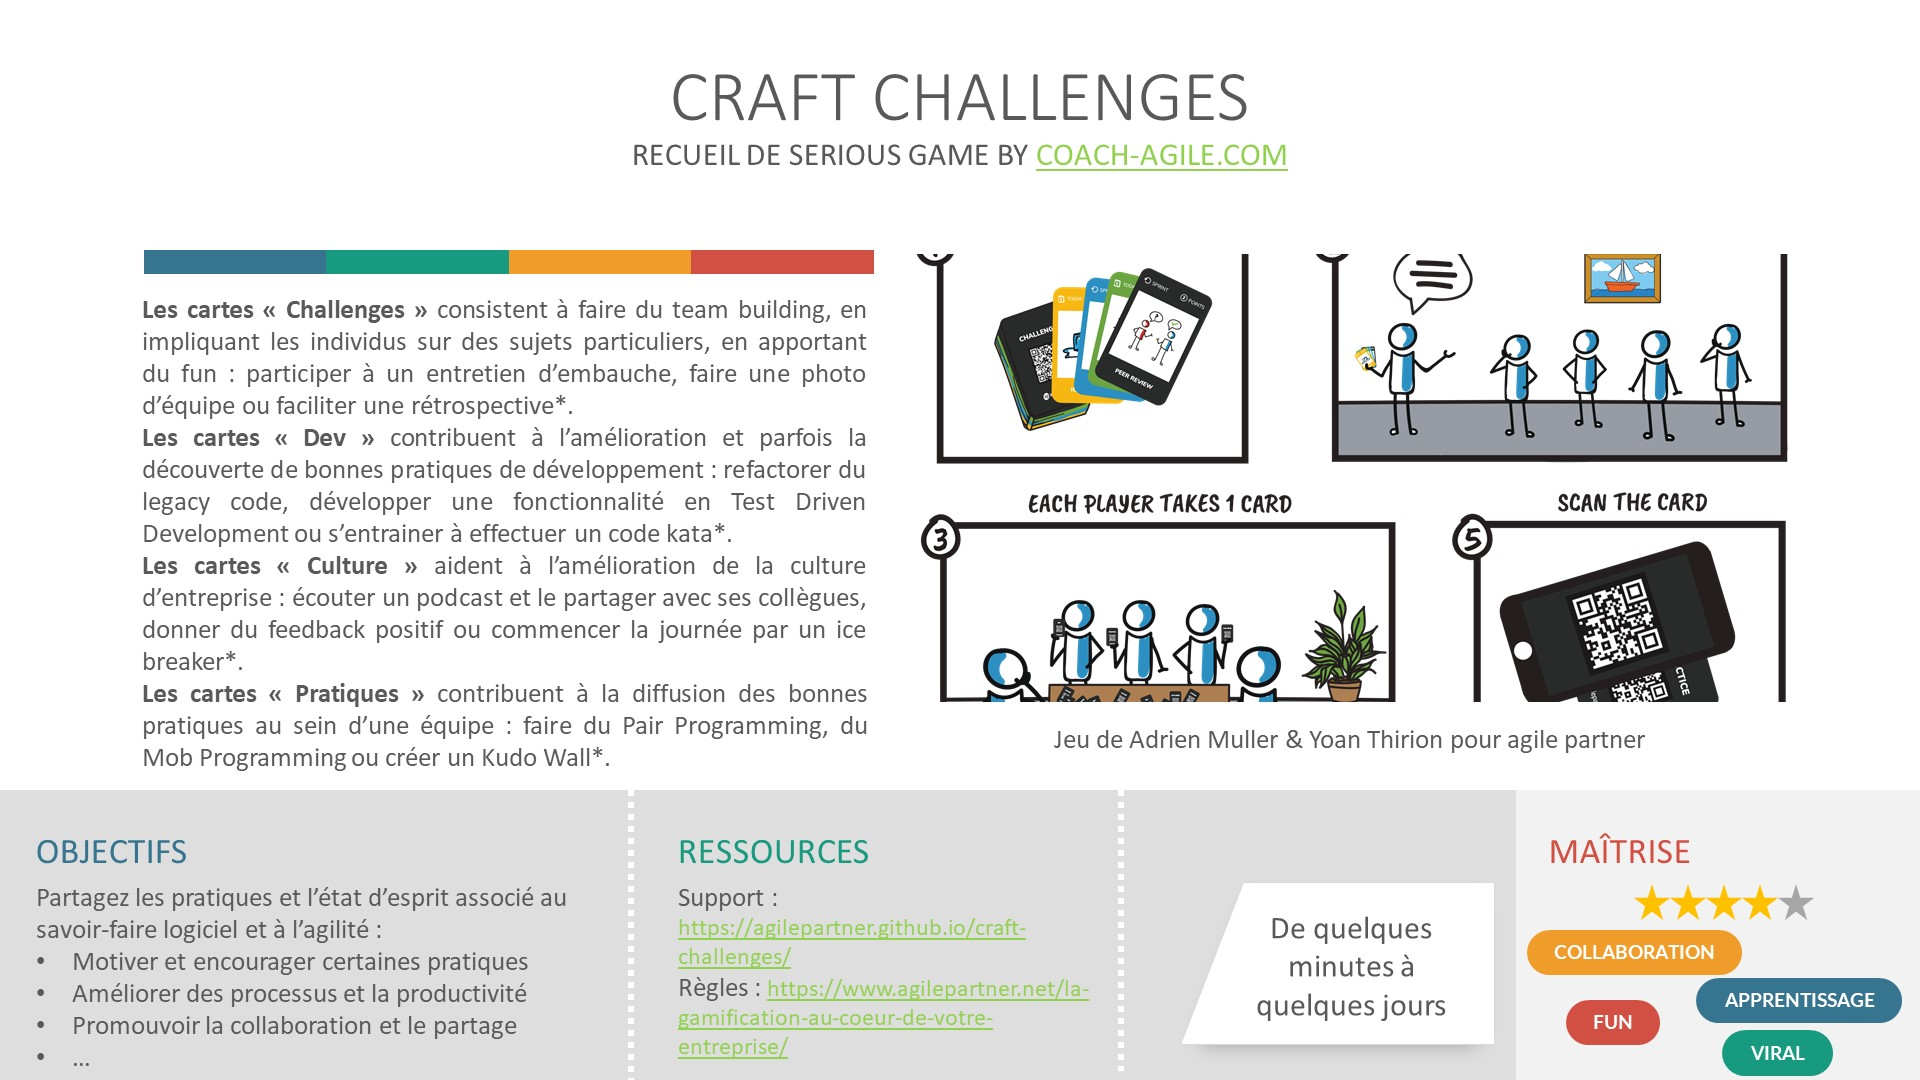 CRAFT CHALLENGES
RECUEIL DE SERIOUS GAME BY COACH-AGILE.COM
Les cartes « Challenges » consistent à faire du team building, en
impliquant les individus sur des sujets particuliers, en apportant
du fun : participer à un entretien d’embauche, faire une photo
d’équipe ou faciliter une rétrospective*.
Les cartes « Dev » contribuent à l’amélioration et parfois la
découverte de bonnes pratiques de développement : refactorer du
legacy code, développer une fonctionnalité en Test Driven
Development ou s’entrainer à effectuer un code kata*.
Les cartes « Culture » aident à l’amélioration de la culture
d’entreprise : écouter un podcast et le partager avec ses collègues,
donner du feedback positif ou commencer la journée par un ice
breaker*.
Les cartes « Pratiques » contribuent à la diffusion des bonnes
pratiques au sein d’une équipe : faire du Pair Programming, du
Mob Programming ou créer un Kudo Wall*.
SPRINT
POINTS
PEER REVIEW
EACH PLAYER TAKES 1 CARD
3
SCAN THE CARD
5
CTICE
Jeu de Adrien Muller & Yoan Thirion pour agile partner
OBJECTIFS
Partagez les pratiques et l’état d’esprit associé au
savoir-faire logiciel et à l’agilité :
• Motiver et encourager certaines pratiques
• Améliorer des processus et la productivité
• Promouvoir la collaboration et le partage
• ...
RESSOURCES
Support :
https://agilepartner.github.io/craft-
challenges/
Règles : https://www.agilepartner.net/la-
gamification-au-coeur-de-votre-
entreprise/
De quelques
minutes à
quelques jours
MAÎTRISE
COLLABORATION
APPRENTISSAGE
FUN
VIRAL